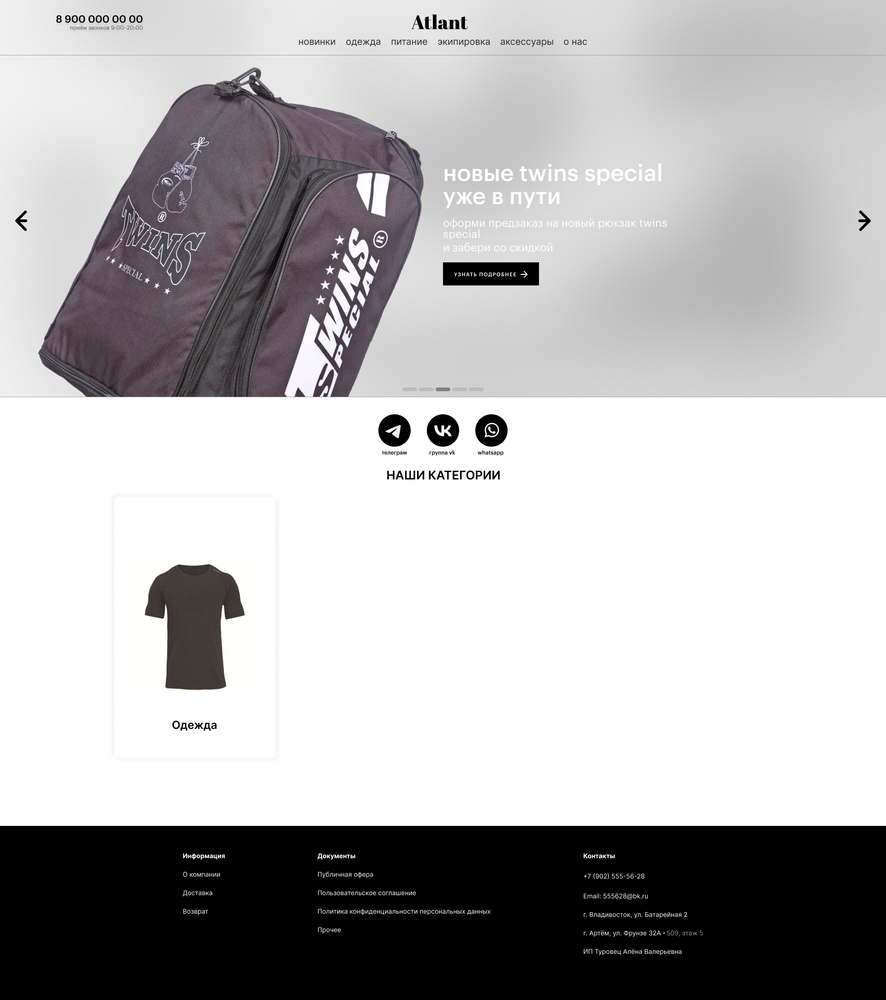 8 900 000 00 00
приём звонков 9:00–20:00
Atlant
новинки одежда питание экипировка аксессуары о нас
TWINS
®
SPECIAL
TWINS ®
SPECIAL
новые twins special
уже в пути
оформи предзаказ на новый рюкзак twins
special
и забери со скидкой
УЗНАТЬ ПОДРОБНЕЕ
телеграм группа vk whatsapp
НАШИ КАТЕГОРИИ
Одежда
Информация
О компании
Доставка
Возврат
Документы
Публичная офера
Пользовательское соглашение
Политика конфиденциальности персональных данных
Прочее
Контакты
+7 (902) 555-56-28
Email: 555628@bk.ru
г. Владивосток, ул. Батарейная 2
г. Артём, ул. Фрунзе 32А • 509, этаж 5
ИП Туровец Алёна Валерьевна